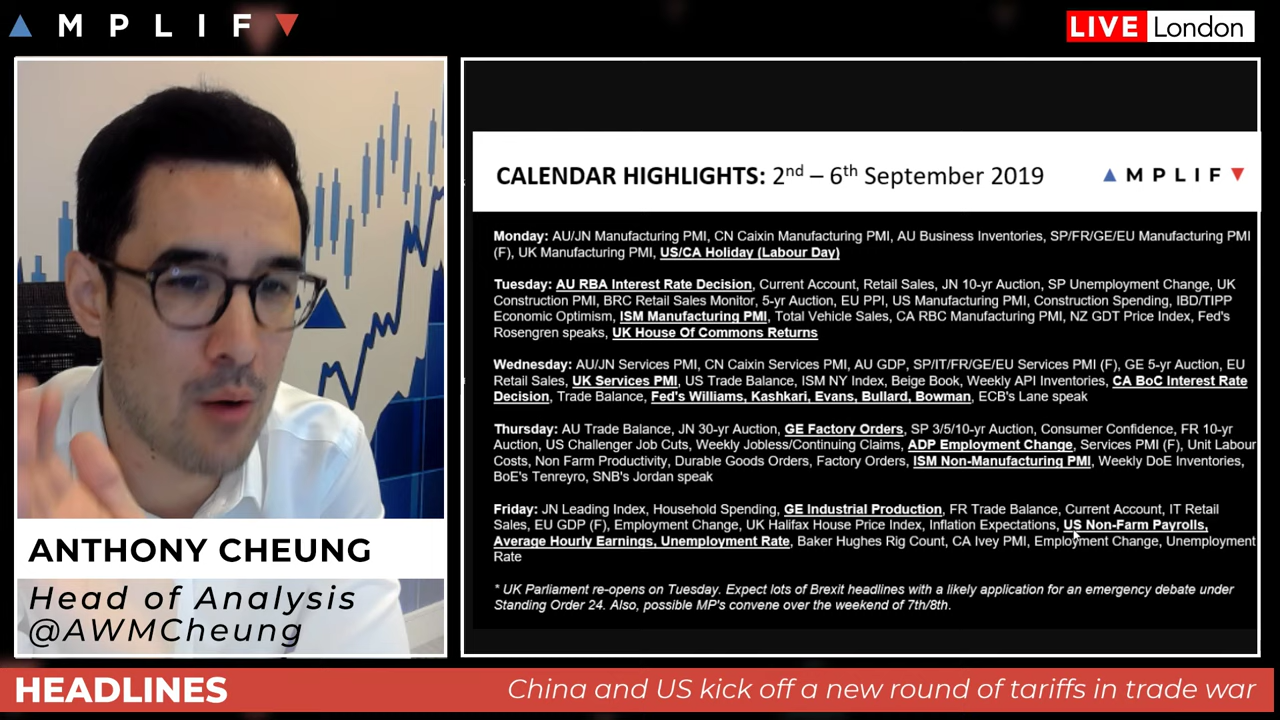 ▲ M P L I F ▼
LIVE London
CALENDAR HIGHLIGHTS: 2nd – 6th September 2019
▲ M P L I F ▼
Monday: AU/JN Manufacturing PMI, CN Caixin Manufacturing PMI, AU Business Inventories, SP/FR/GE/EU Manufacturing PMI
(F), UK Manufacturing PMI, US/CA Holiday (Labour Day)
Tuesday: AU RBA Interest Rate Decision, Current Account, Retail Sales, JN 10-yr Auction, SP Unemployment Change, UK
Construction PMI, BRC Retail Sales Monitor, 5-yr Auction, EU PPI, US Manufacturing PMI, Construction Spending, IBD/TIPP
Economic Optimism, ISM Manufacturing PMI, Total Vehicle Sales, CA RBC Manufacturing PMI, NZ GDT Price Index, Fed's
Rosengren speaks, UK House Of Commons Returns
Wednesday: AU/JN Services PMI, CN Caixin Services PMI, AU GDP, SP/IT/FR/GE/EU Services PMI (F), GE 5-yr Auction, EU
Retail Sales, UK Services PMI, US Trade Balance, ISM NY Index, Beige Book, Weekly API Inventories, CA BoC Interest Rate
Decision, Trade Balance, Fed's Williams, Kashkari, Evans, Bullard, Bowman, ECB's Lane speak
Thursday: AU Trade Balance, JN 30-yr Auction, GE Factory Orders, SP 3/5/10-yr Auction, Consumer Confidence, FR 10-yr
Auction, US Challenger Job Cuts, Weekly Jobless/Continuing Claims, ADP Employment Change, Services PMI (F), Unit Labour
Costs, Non Farm Productivity, Durable Goods Orders, Factory Orders, ISM Non-Manufacturing PMI, Weekly DoE Inventories,
BoE's Tenreyro, SNB's Jordan speak
Friday: JN Leading Index, Household Spending, GE Industrial Production, FR Trade Balance, Current Account, IT Retail
Sales, EU GDP (F), Employment Change, UK Halifax House Price Index, Inflation Expectations, US Non-Farm Payrolls,
Average Hourly Earnings, Unemployment Rate, Baker Hughes Rig Count, CA Ivey PMI, Employment Change, Unemployment
Rate
* UK Parliament re-opens on Tuesday. Expect lots of Brexit headlines with a likely application for an emergency debate under
Standing Order 24. Also, possible MP's convene over the weekend of 7th/8th.
ANTHONY CHEUNG
Head of Analysis
@AWMCheung
HEADLINES
China and US kick off a new round of tariffs in trade war